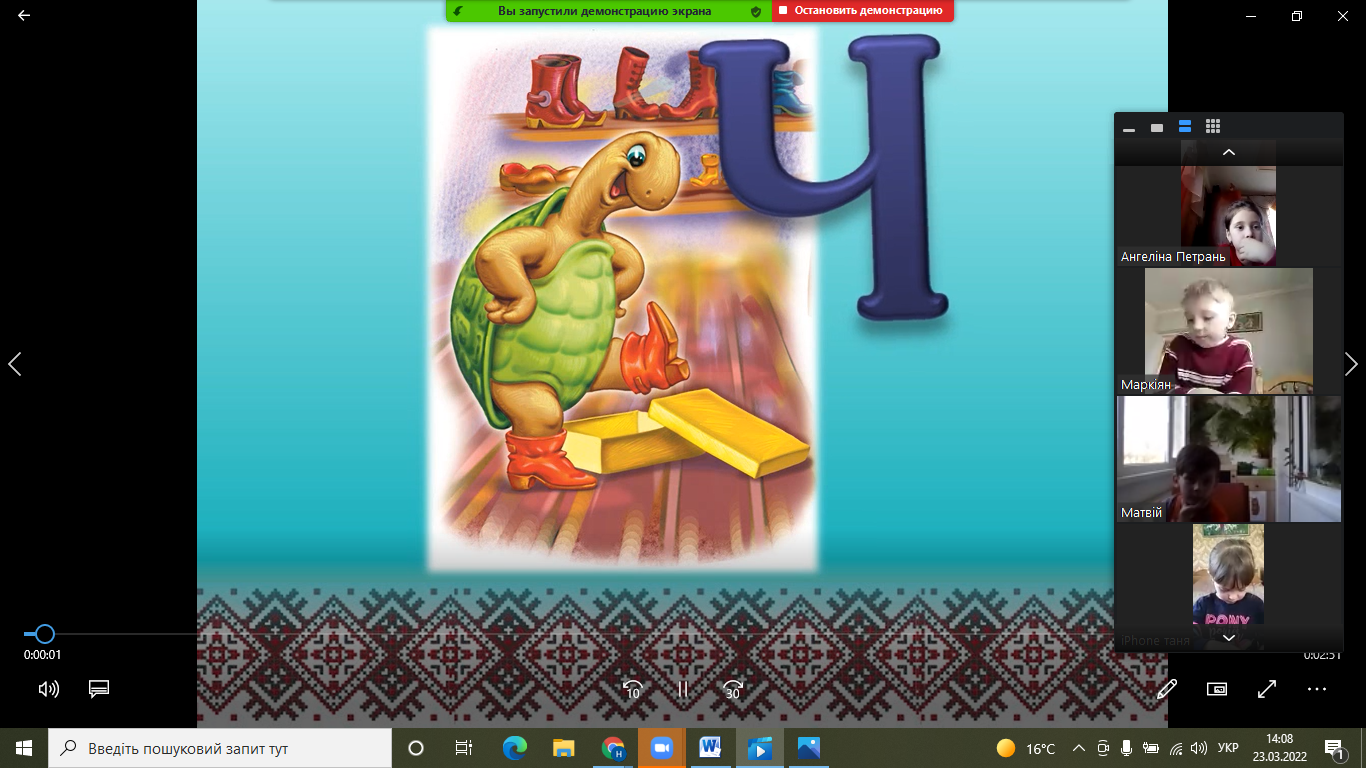 Вы запустили демонстрацию экрана
Остановить демонстрацию
Ч
Ангеліна Петрань
Маркіян
Матвій
PONY
iPhone таня
0:00:01
0:02:51
10
30
Введіть пошуковий запит тут
16°C
УКР
14:08
23.03.2022
1